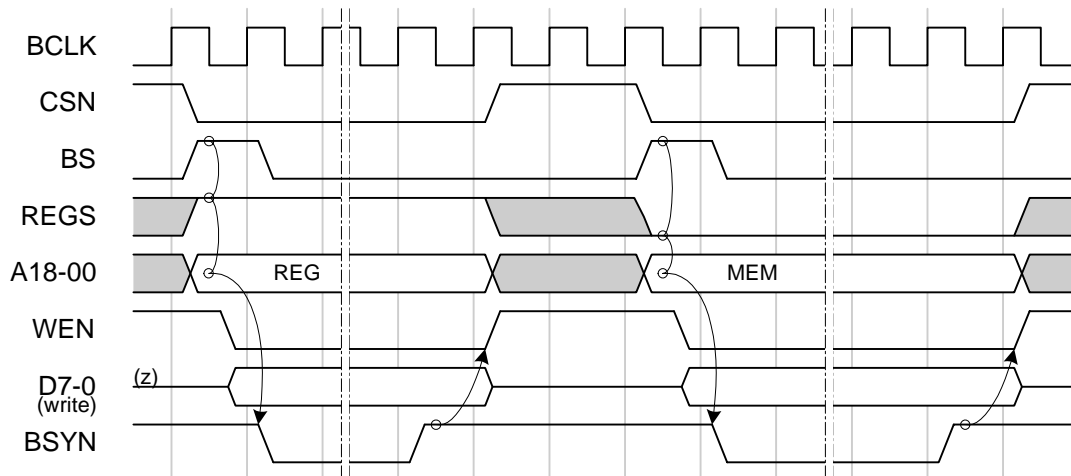 BCLK
CSN
BS
REGS
A18-00 REG MEM
WEN
D7-0 (z)
(write)
BSYN